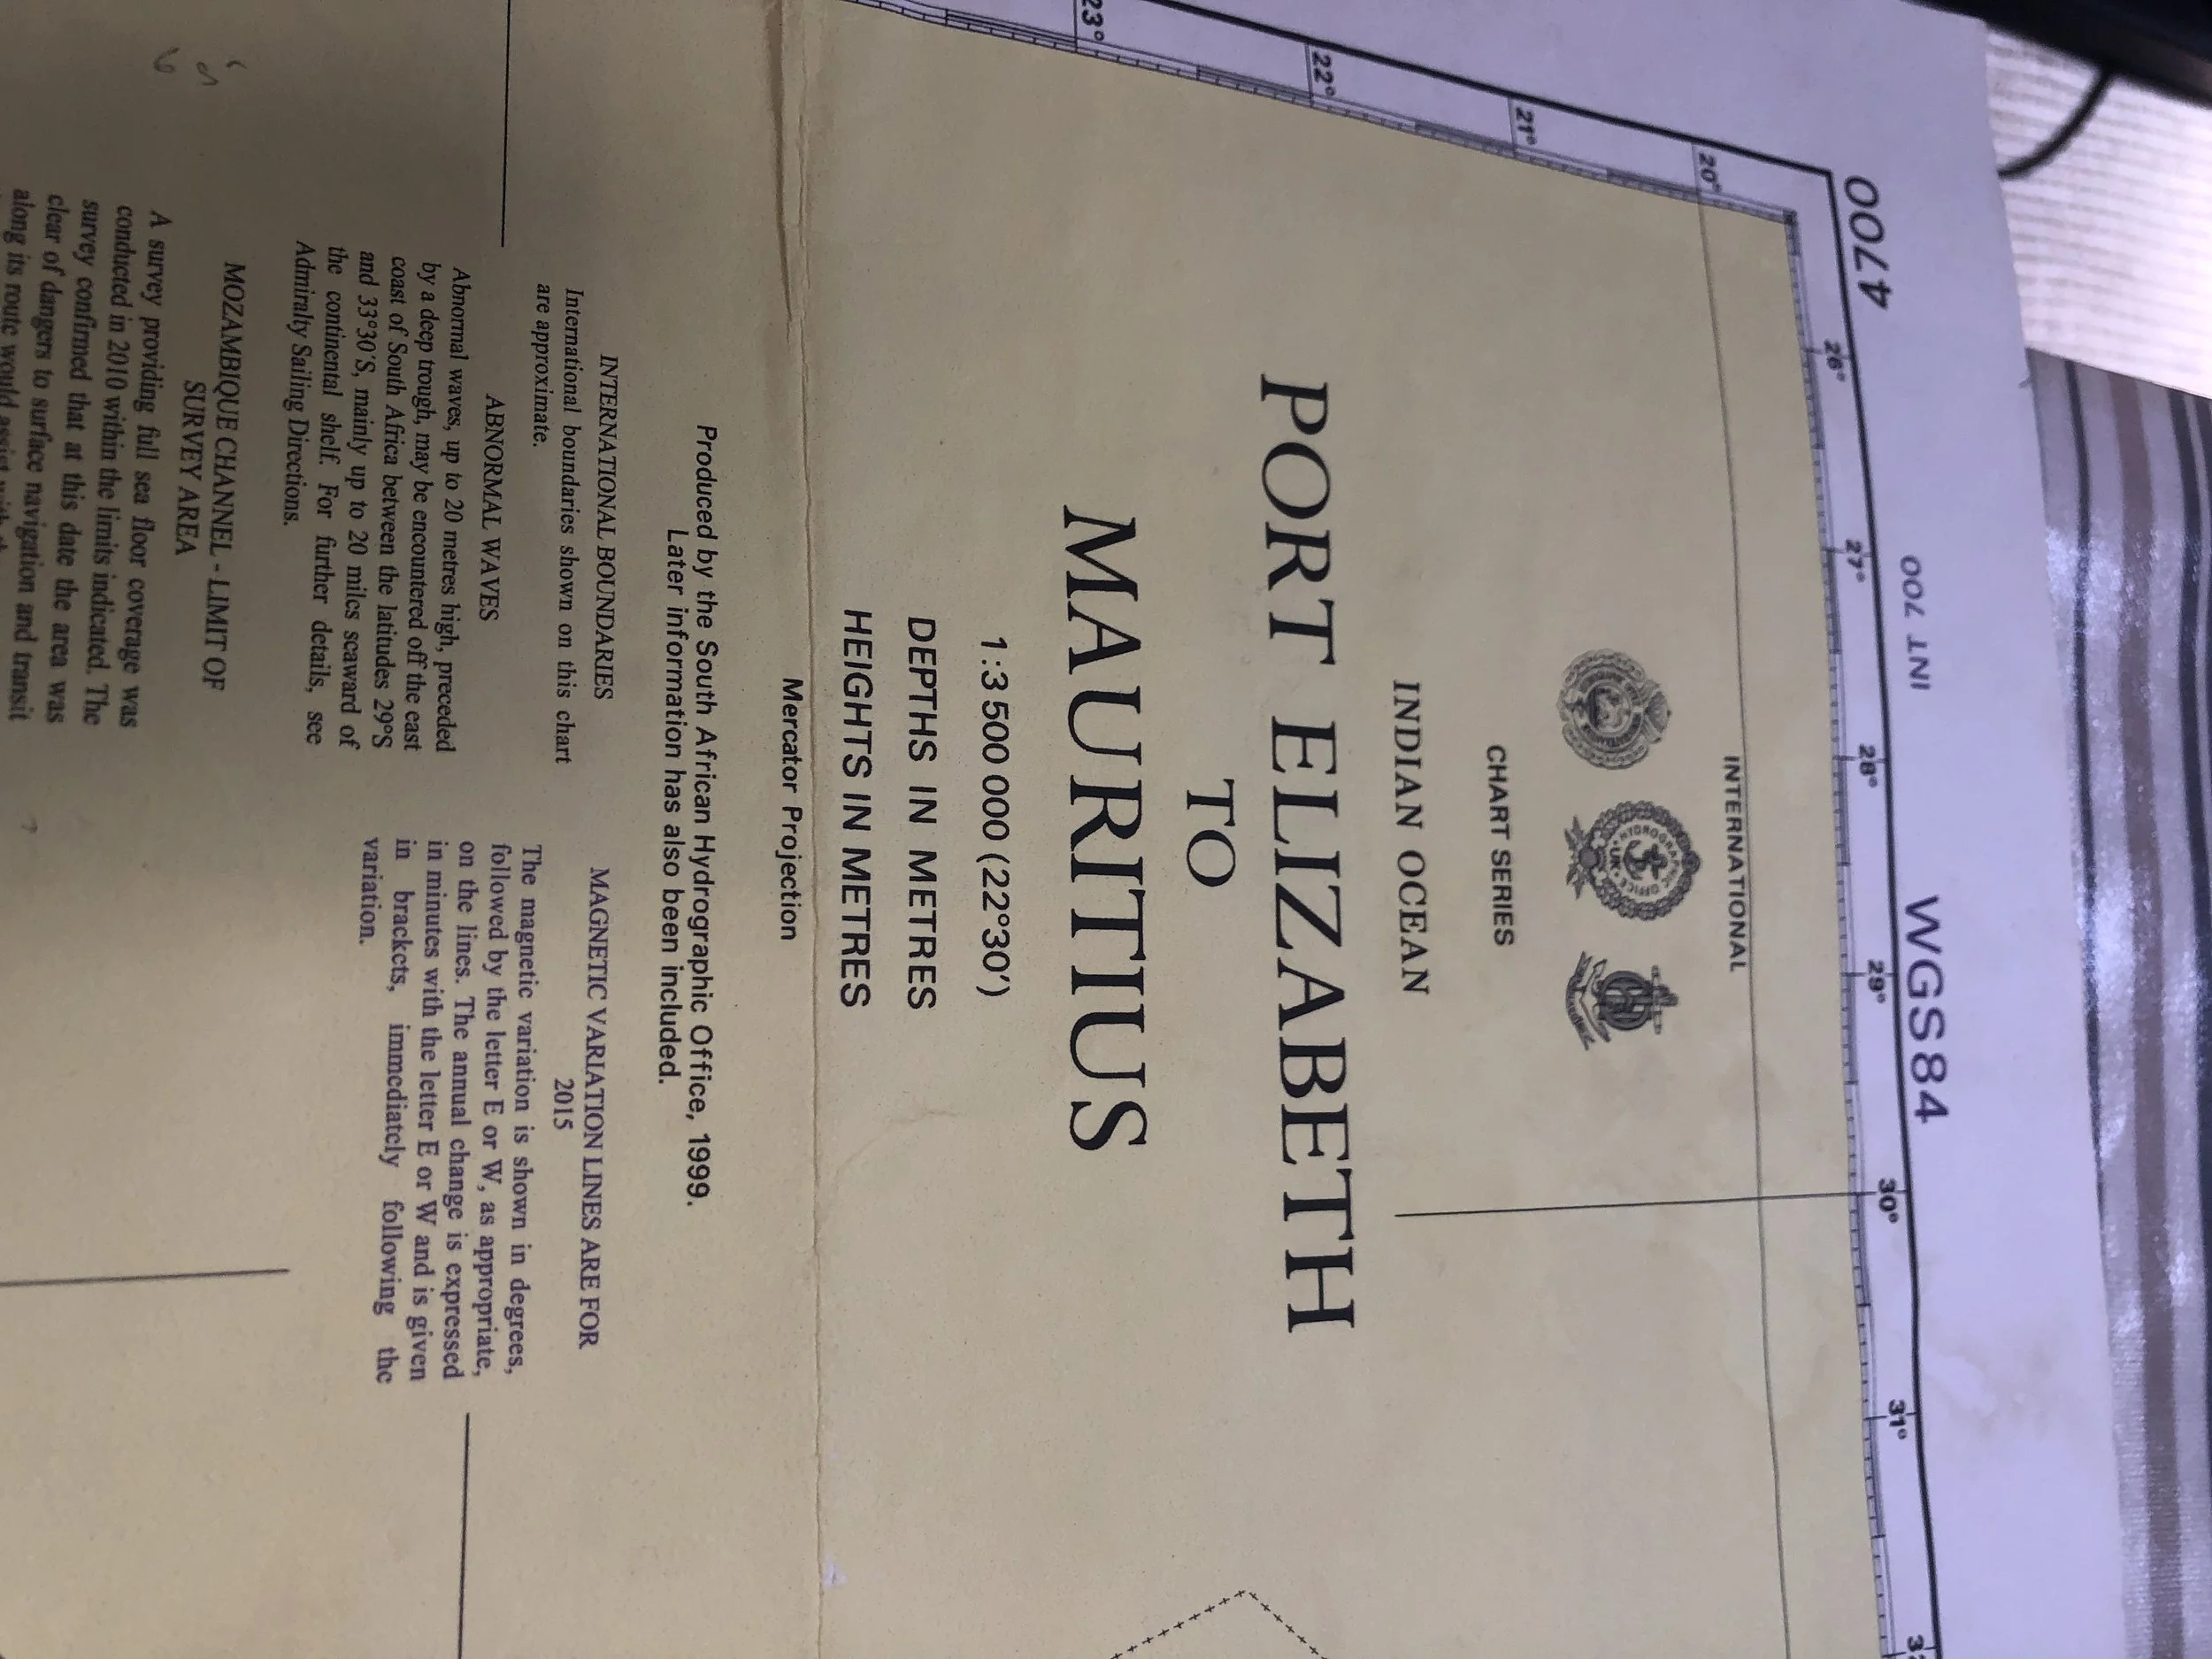 4700
INT 700
WGS84
26°
27°
28°
29°
30°
31°
20°
21°
22°
23°
INTERNATIONAL
HYDROGRAPHIC OFFICE
UK
CHART SERIES
INDIAN OCEAN
PORT ELIZABETH
TO
MAURITIUS
1:3 500 000 (22°30′)
DEPTHS IN METRES
HEIGHTS IN METRES
Mercator Projection
Produced by the South African Hydrographic Office, 1999.
Later information has also been included.
INTERNATIONAL BOUNDARIES
International boundaries shown on this chart
are approximate.
ABNORMAL WAVES
Abnormal waves, up to 20 metres high, preceded
by a deep trough, may be encountered off the east
coast of South Africa between the latitudes 29°S
and 33°30′S, mainly up to 20 miles seaward of
the continental shelf. For further details, see
Admiralty Sailing Directions.
MOZAMBIQUE CHANNEL - LIMIT OF
SURVEY AREA
A survey providing full sea floor coverage was
conducted in 2010 within the limits indicated. The
survey confirmed that at this date the area was
clear of dangers to surface navigation and transit
along its route would assist
MAGNETIC VARIATION LINES ARE FOR
2015
The magnetic variation is shown in degrees,
followed by the letter E or W, as appropriate,
on the lines. The annual change is expressed
in minutes with the letter E or W and is given
in brackets, immediately following the
variation.